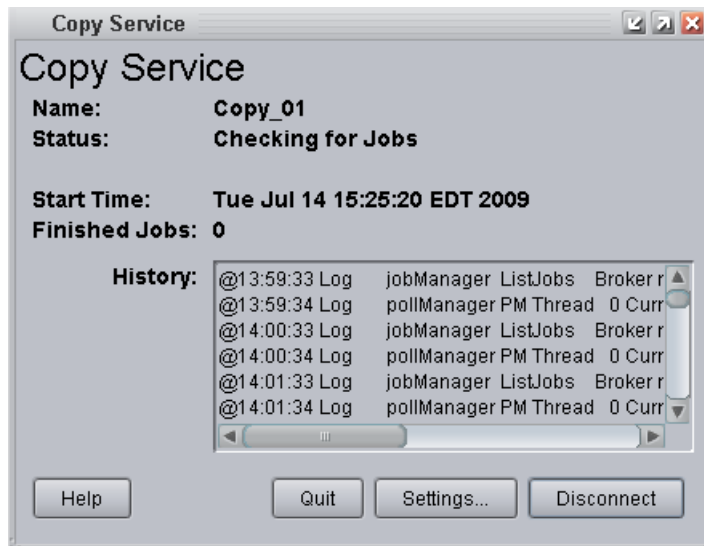 Copy Service
Copy Service
Name: Copy_01
Status: Checking for Jobs
Start Time: Tue Jul 14 15:25:20 EDT 2009
Finished Jobs: 0
History:
@13:59:33 Log jobManager ListJobs Broker r
@13:59:34 Log pollManager PM Thread 0 Curr
@14:00:33 Log jobManager ListJobs Broker r
@14:00:34 Log pollManager PM Thread 0 Curr
@14:01:33 Log jobManager ListJobs Broker r
@14:01:34 Log pollManager PM Thread 0 Curr
Help Quit Settings... Disconnect